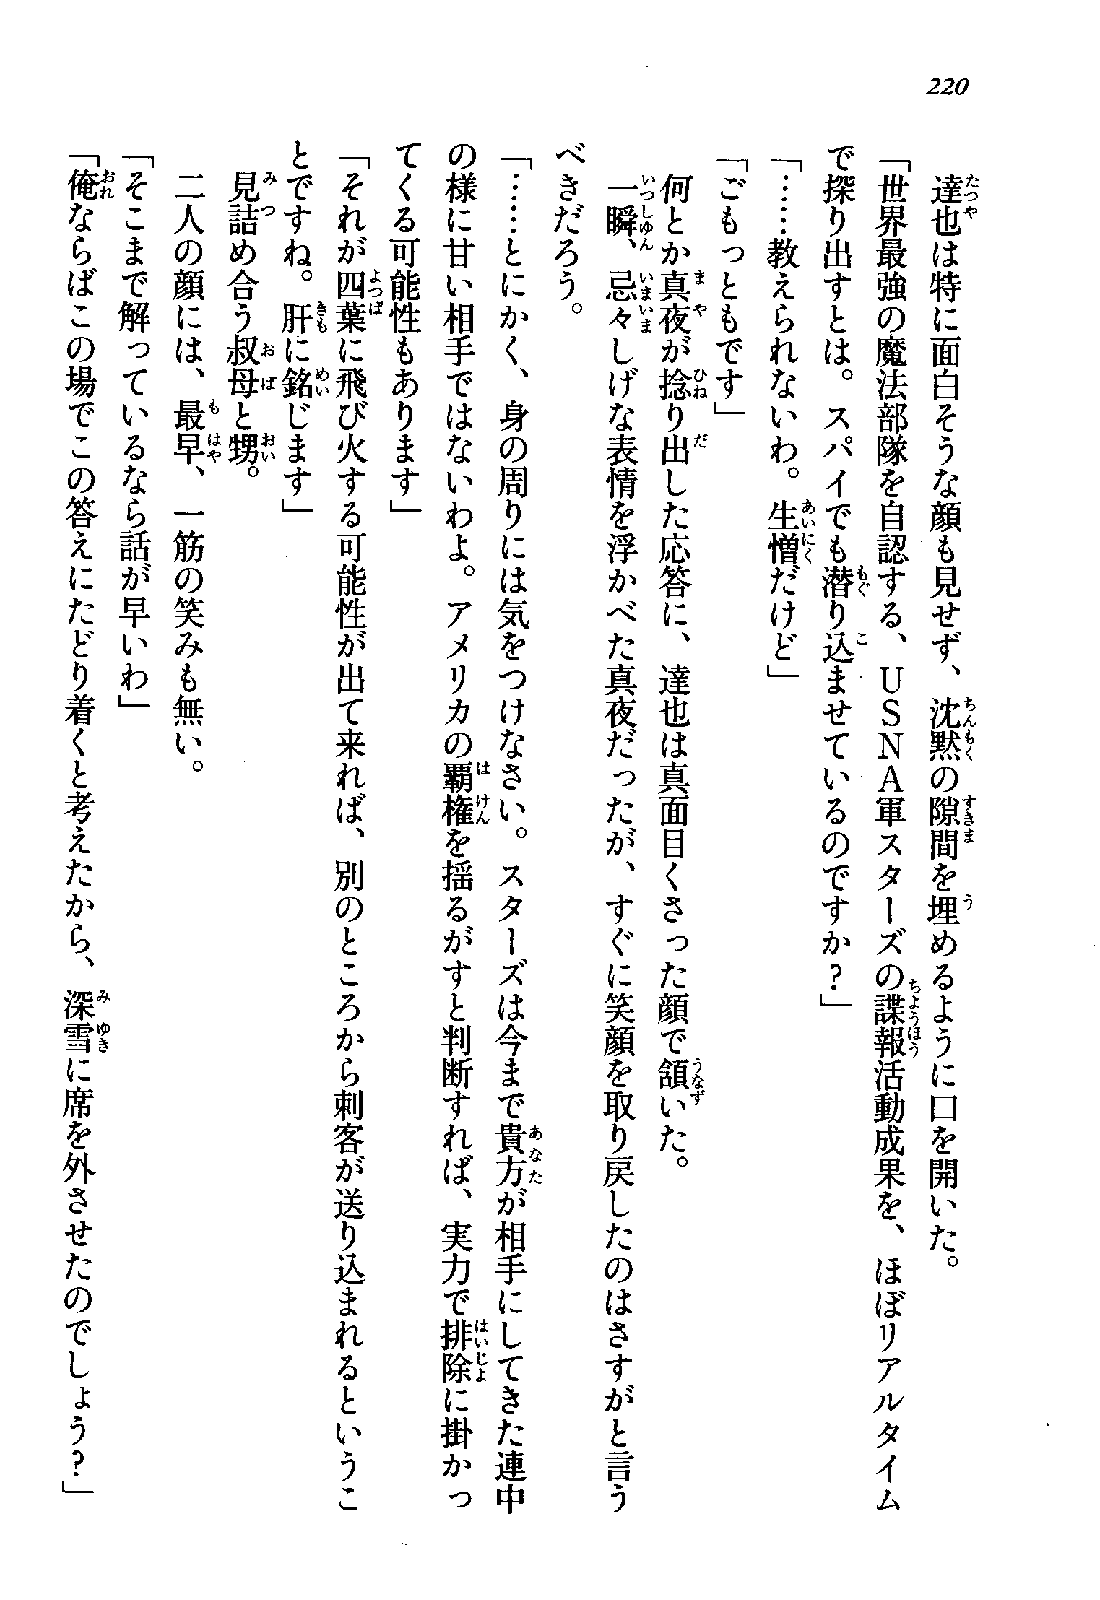 220
達也は特に面白そうな顔も見せず、沈黙の隙間を埋めるように口を開いた。
「世界最強の魔法部隊を自認する、USNA軍スターズの諜報活動成果を、ほぼリアルタイム
で探り出すとは。スパイでも潜り込ませているのですか？」
「……教えられないわ。生憎だけど」
「ごもっともです」
何とか真夜が捻り出した応答に、達也は真面目くさった顔で頷いた。
一瞬、忌々しげな表情を浮かべた真夜だったが、すぐに笑顔を取り戻したのはさすがと言う
べきだろう。
「……とにかく、身の周りには気をつけなさい。スターズは今まで貴方が相手にしてきた連中
の様に甘い相手ではないわよ。アメリカの覇権を揺るがすと判断すれば、実力で排除に掛かっ
てくる可能性もあります」
「それが四葉に飛び火する可能性が出て来れば、別のところから刺客が送り込まれるというこ
とですね。肝に銘じます」
見詰め合う叔母と甥。
二人の顔には、最早、一筋の笑みも無い。
「そこまで解っているなら話が早いわ」
「俺ならばこの場でこの答えにたどり着くと考えたから、深雪に席を外させたのでしょう？」